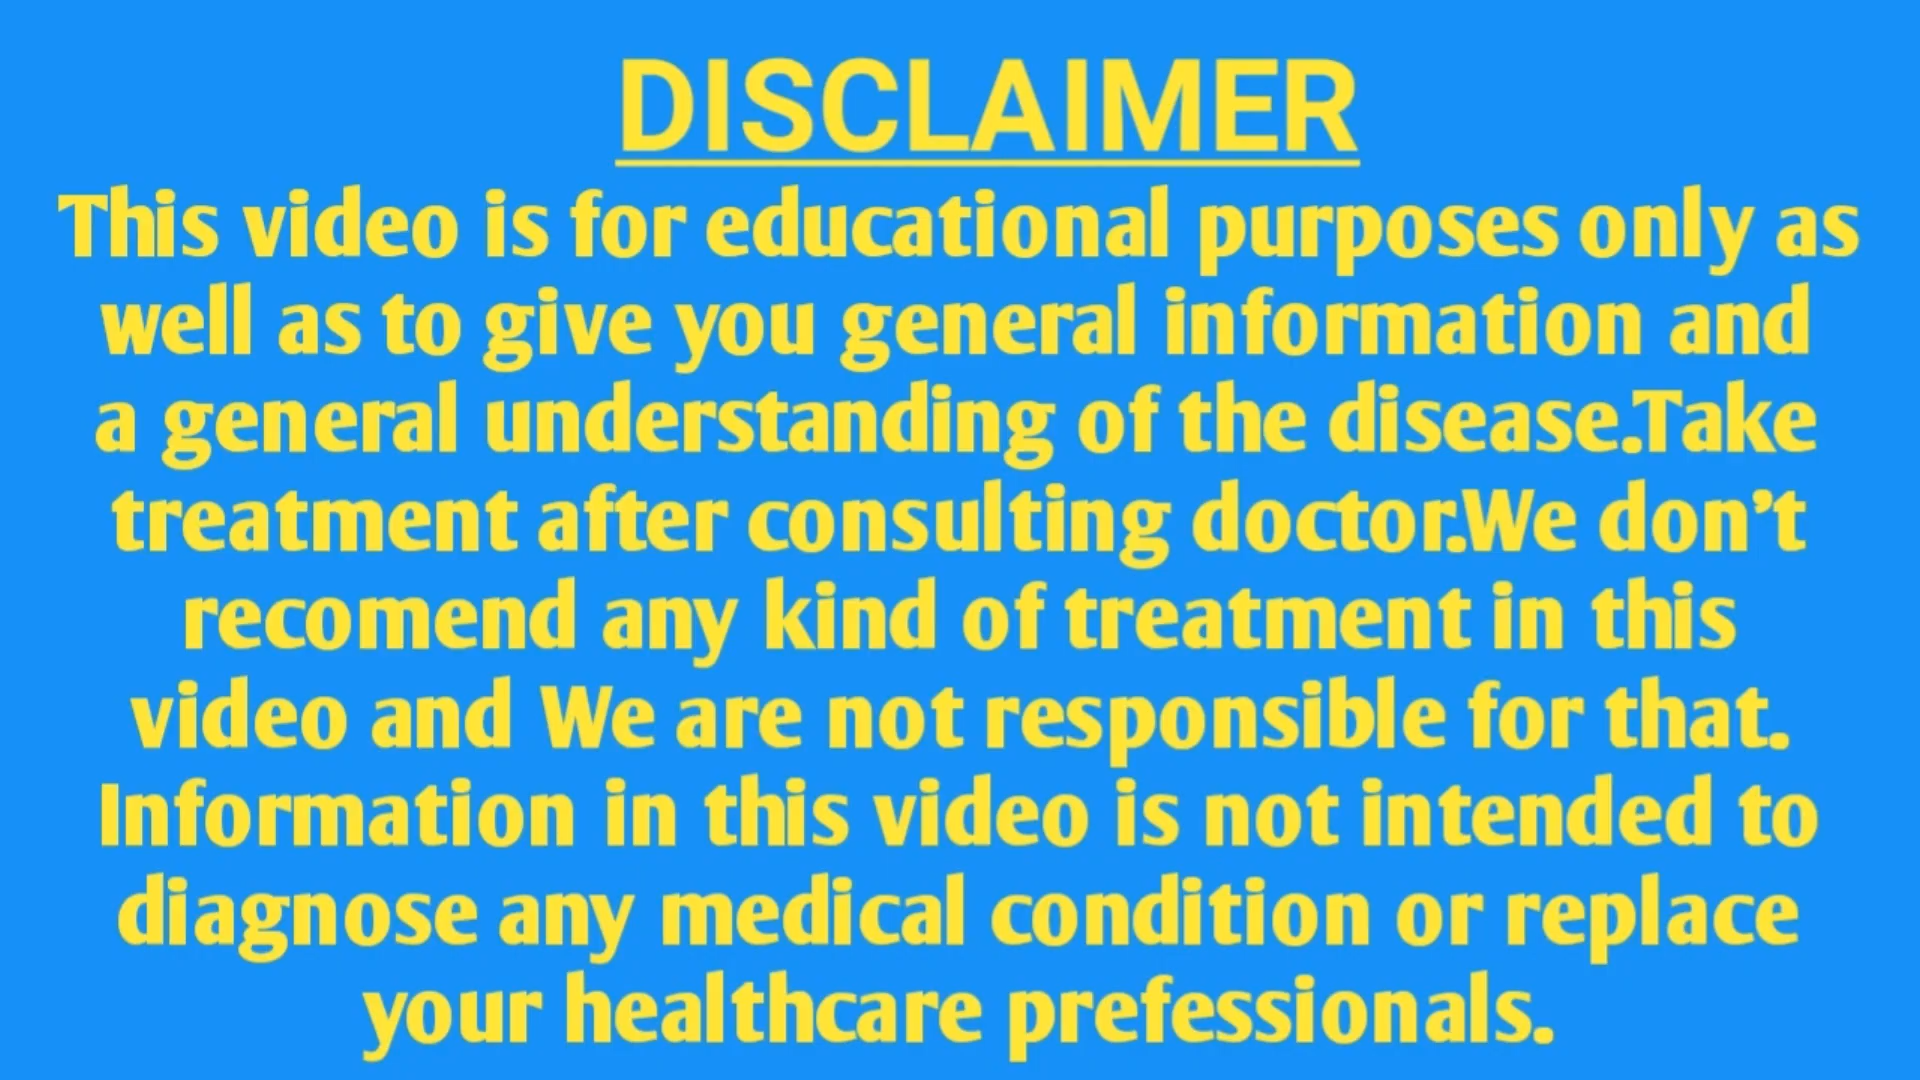 DISCLAIMER
This video is for educational purposes only as
well as to give you general information and
a general understanding of the disease.Take
treatment after consulting doctor.We don't
recomend any kind of treatment in this
video and We are not responsible for that.
Information in this video is not intended to
diagnose any medical condition or replace
your healthcare prefessionals.